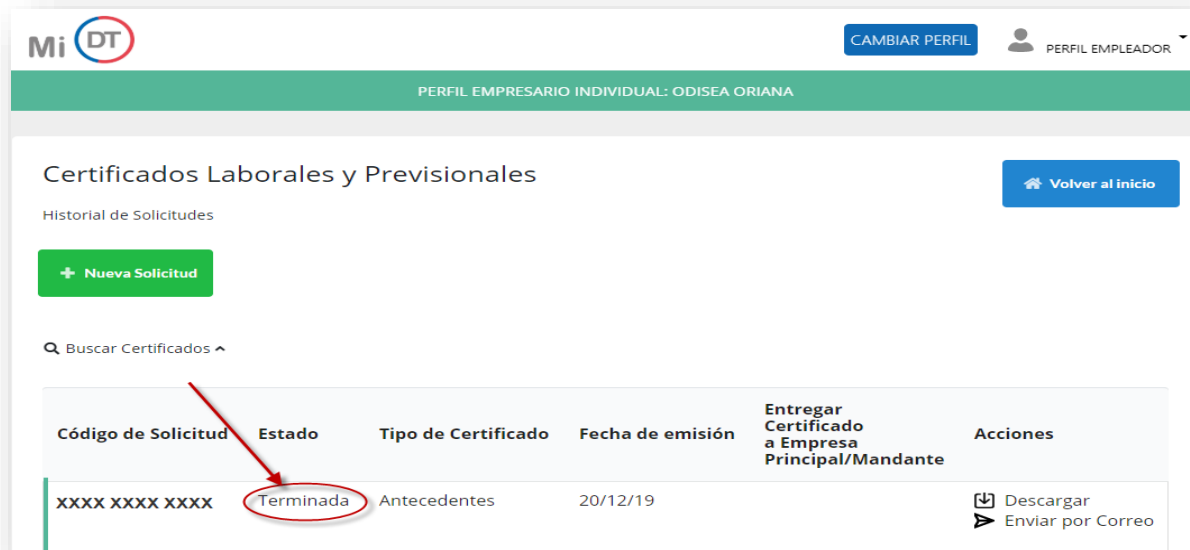 Mi DT
CAMBIAR PERFIL
PERFIL EMPLEADOR
PERFIL EMPRESARIO INDIVIDUAL: ODISEA ORIANA
Certificados Laborales y Previsionales
Volver al inicio
Historial de Solicitudes
+ Nueva Solicitud
Buscar Certificados
Código de Solicitud
Estado
Tipo de Certificado
Fecha de emisión
Entregar
Certificado
a Empresa
Principal/Mandante
Acciones
XXXX XXXX XXXX
Terminada
Antecedentes
20/12/19
Descargar
Enviar por Correo